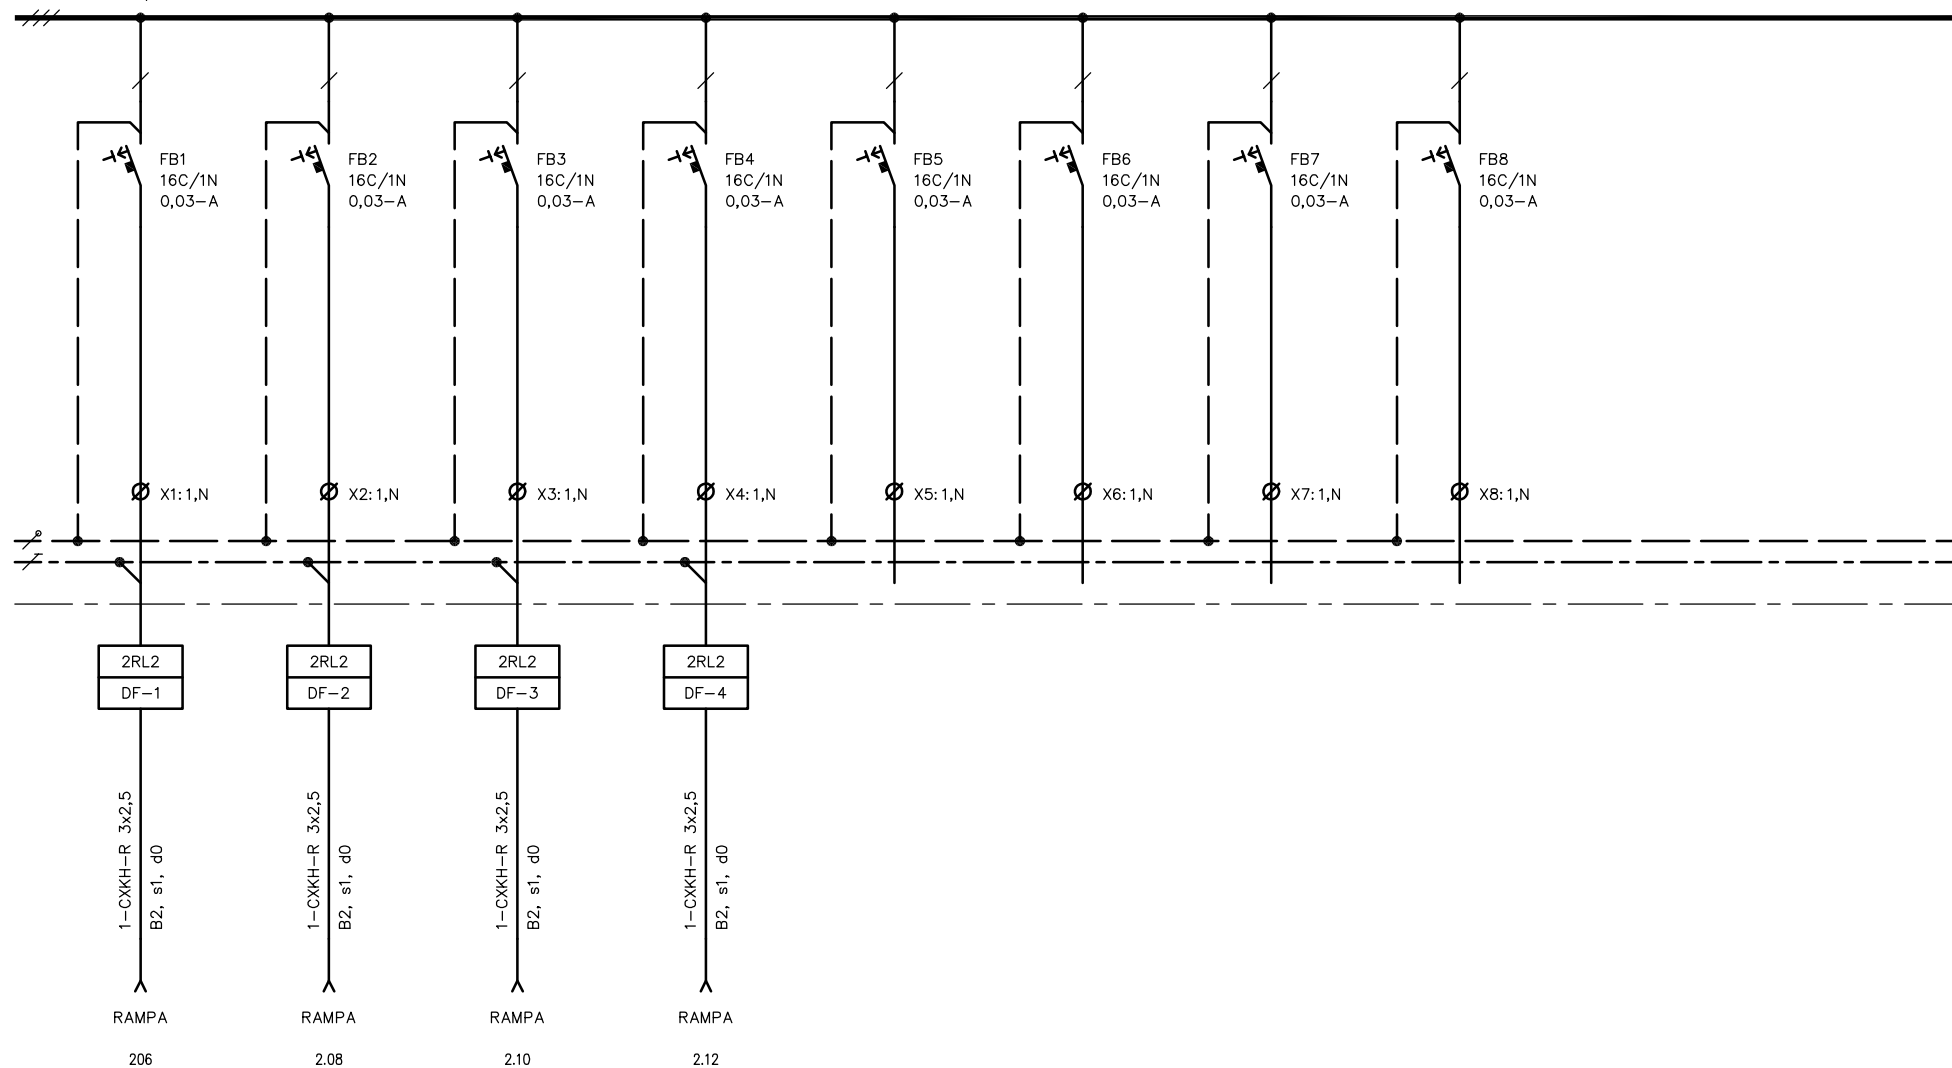 FB1
16C/1N
0,03-A
FB2
16C/1N
0,03-A
FB3
16C/1N
0,03-A
FB4
16C/1N
0,03-A
FB5
16C/1N
0,03-A
FB6
16C/1N
0,03-A
FB7
16C/1N
0,03-A
FB8
16C/1N
0,03-A
X1:1,N
X2:1,N
X3:1,N
X4:1,N
X5:1,N
X6:1,N
X7:1,N
X8:1,N
2RL2
DF-1
2RL2
DF-2
2RL2
DF-3
2RL2
DF-4
1-CXKH-R 3x2,5
B2, s1, d0
1-CXKH-R 3x2,5
B2, s1, d0
1-CXKH-R 3x2,5
B2, s1, d0
1-CXKH-R 3x2,5
B2, s1, d0
RAMPA
206
RAMPA
2.08
RAMPA
2.10
RAMPA
2.12